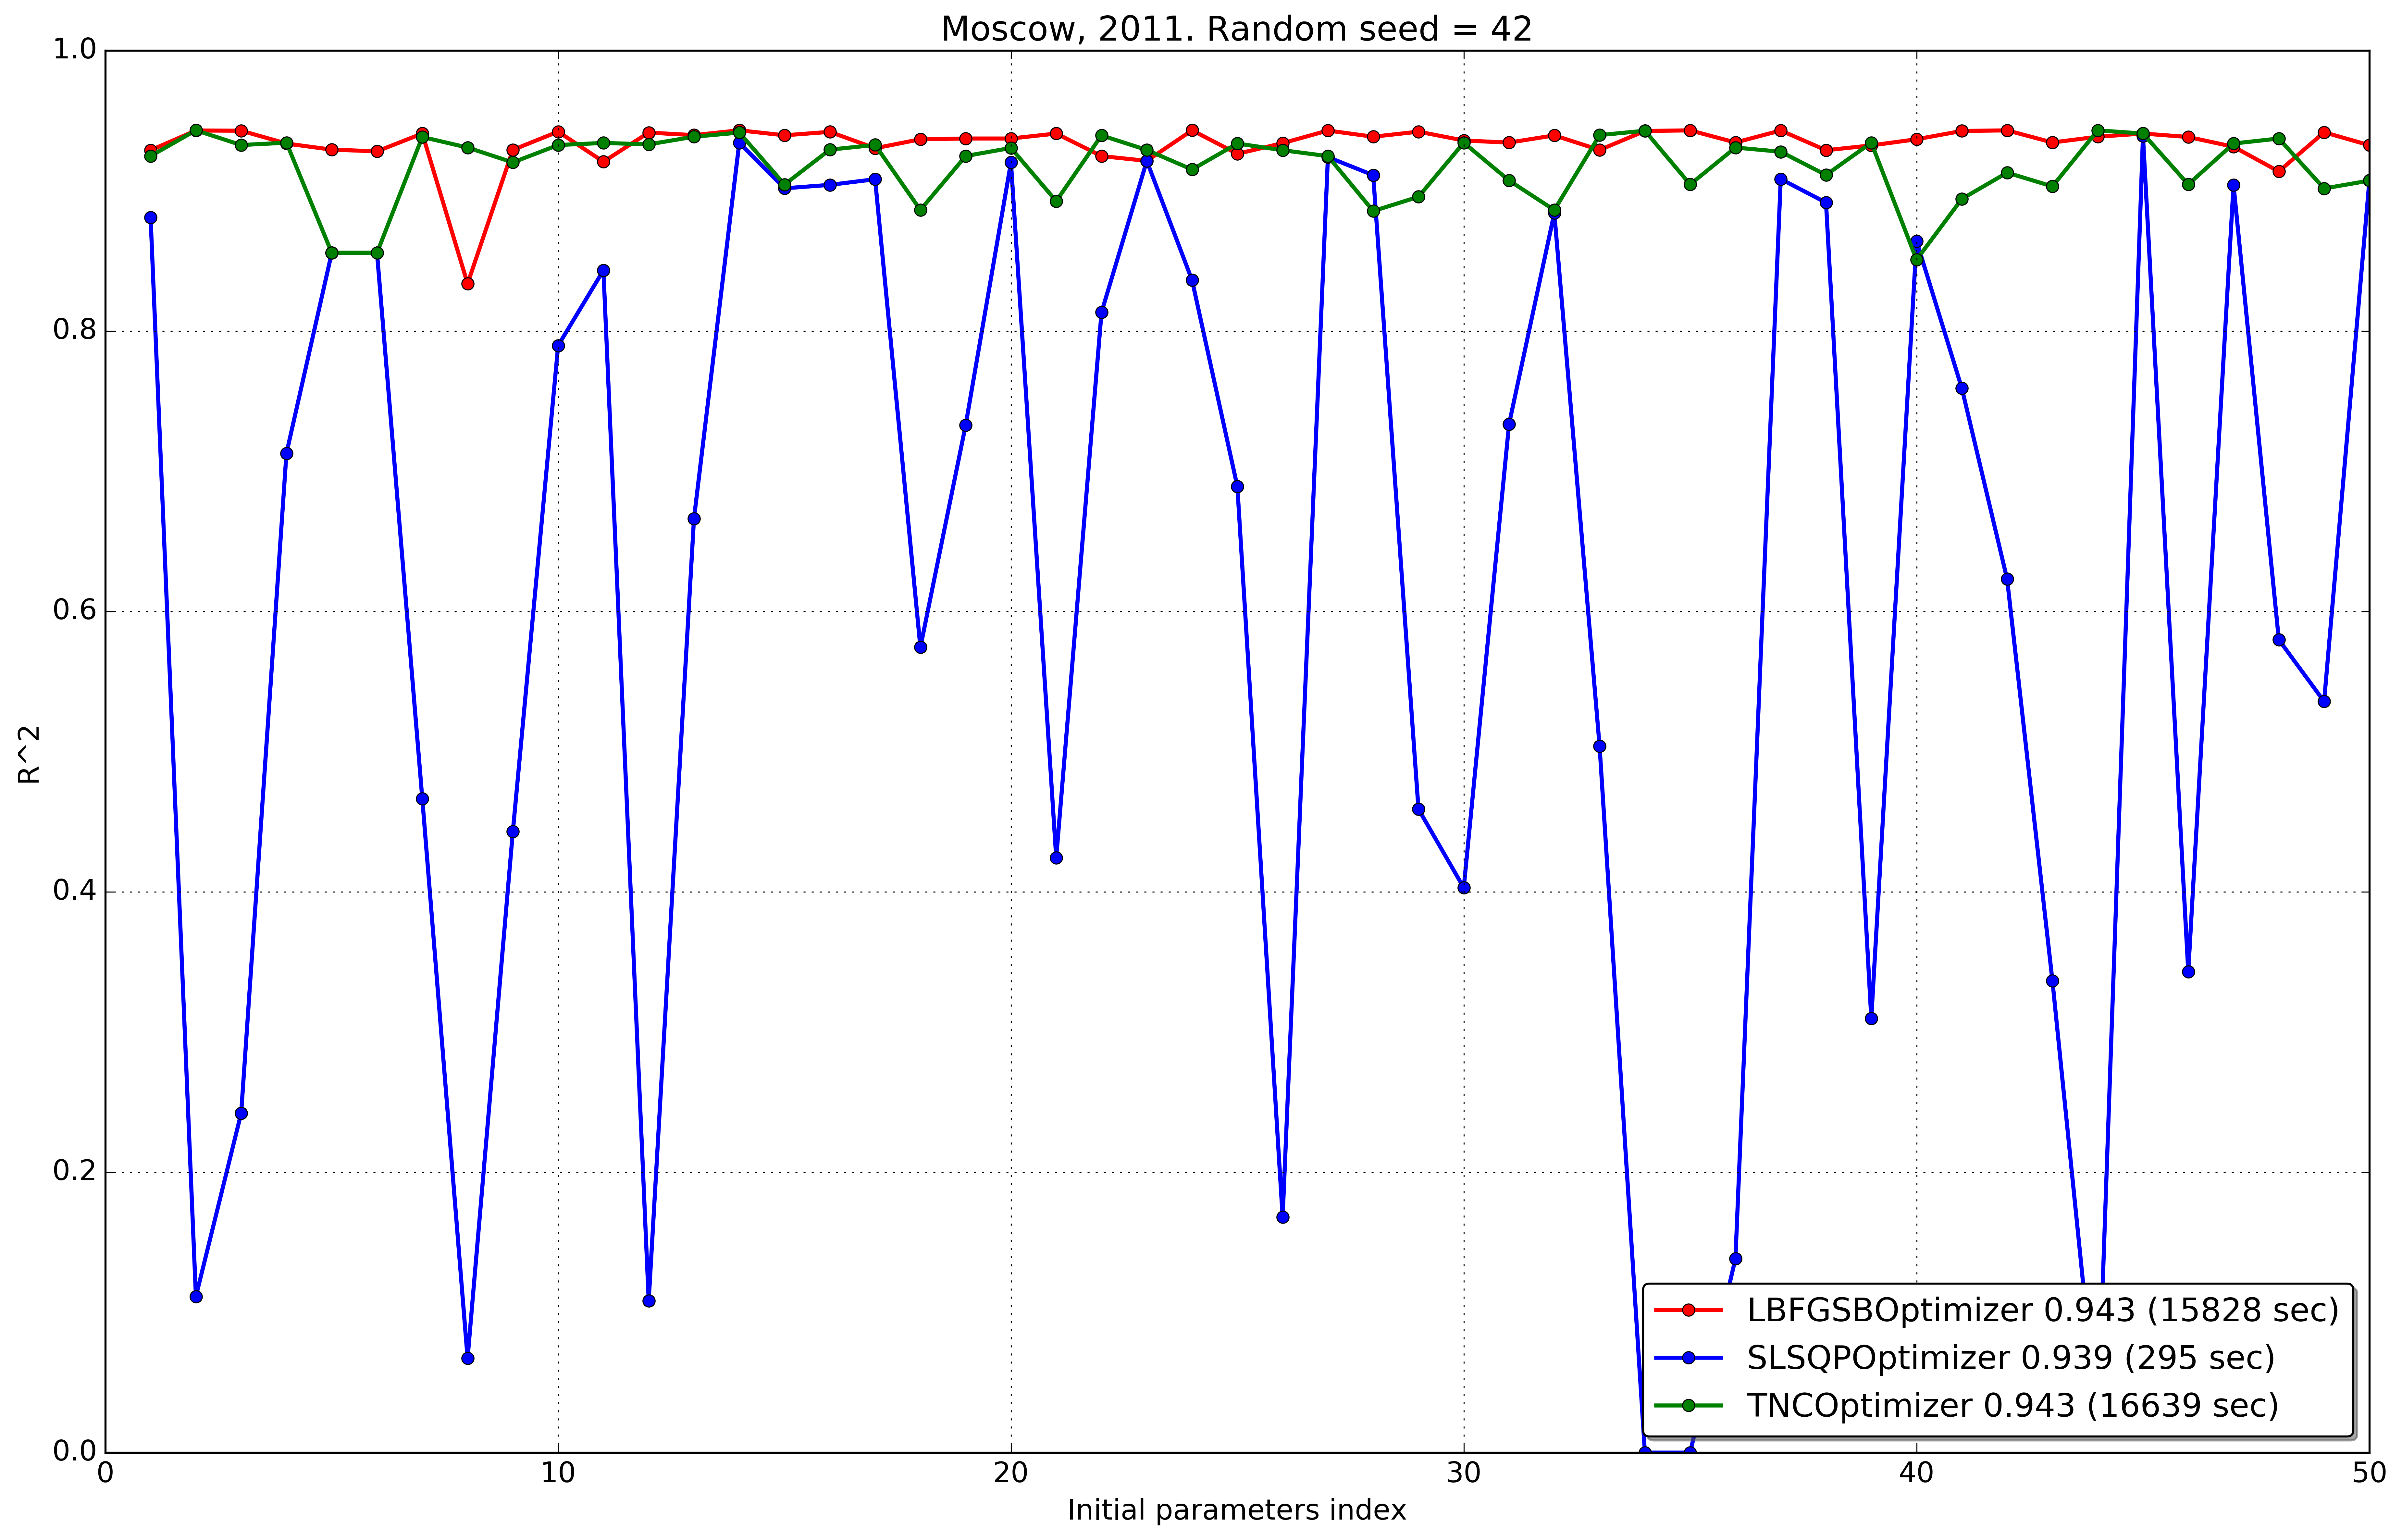 Moscow, 2011. Random seed = 42
1.0
0.8
0.6
0.4
0.2
0.0
R^2
0 10 20 30 40 50
Initial parameters index
LBFGSBOptimizer 0.943 (15828 sec)
SLSQPOptimizer 0.939 (295 sec)
TNCOptimizer 0.943 (16639 sec)